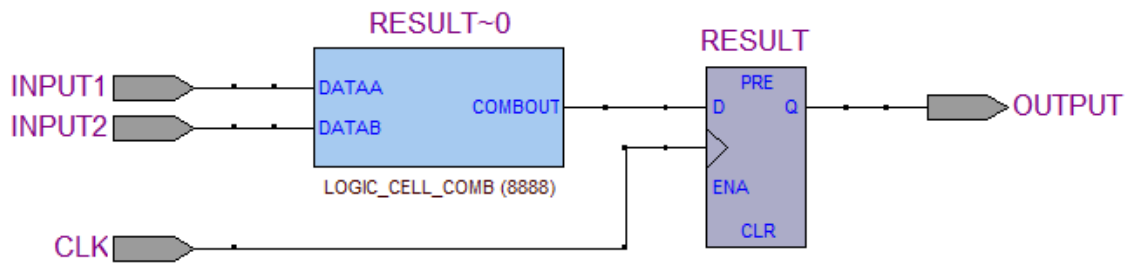 RESULT~0
RESULT
INPUT1
DATAA
PRE
COMBOUT
D
Q
OUTPUT
INPUT2
DATAB
LOGIC_CELL_COMB (8888)
ENA
CLK
CLR